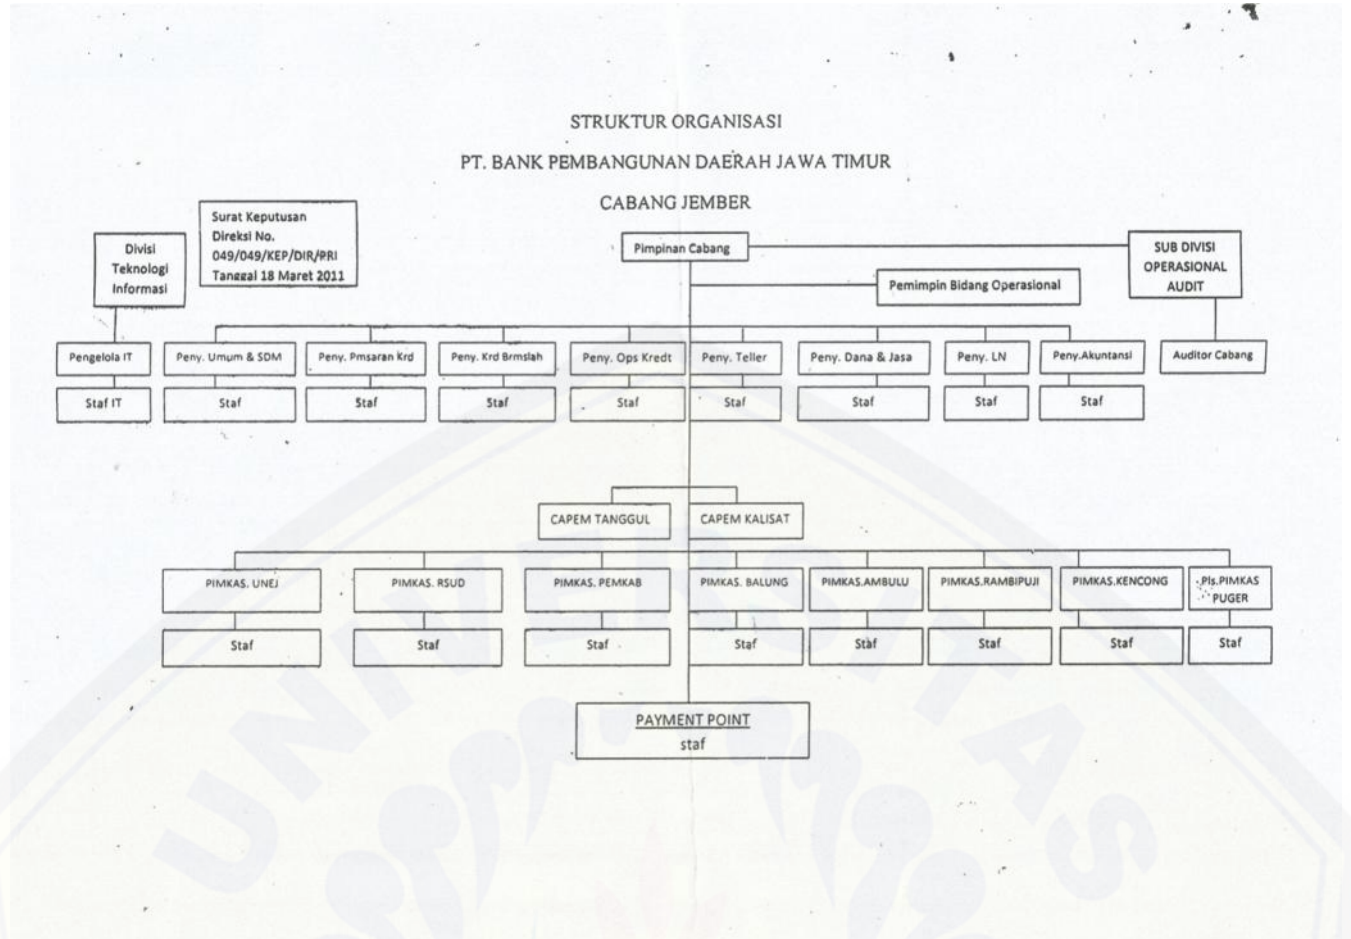 STRUKTUR ORGANISASI
PT. BANK PEMBANGUNAN DAERAH JAWA TIMUR
CABANG JEMBER
Surat Keputusan
Direksi No.
049/049/KEP/DIR/PRI
Tanggal 18 Maret 2011
Divisi
Teknologi
Informasi
Pimpinan Cabang
SUB DIVISI
OPERASIONAL
AUDIT
Pemimpin Bidang Operasional
Pengelola IT
Peny. Umum & SDM
Peny. Pmsaran Krd
Peny. Krd Brmslah
Peny. Ops Kredt
Peny. Teller
Peny. Dana & Jasa
Peny. LN
Peny.Akuntansi
Auditor Cabang
Staf IT
Staf
Staf
Staf
Staf
Staf
Staf
Staf
Staf
CAPEM TANGGUL
CAPEM KALISAT
PIMKAS. UNEJ
PIMKAS. RSUD
PIMKAS. PEMKAB
PIMKAS. BALUNG
PIMKAS.AMBULU
PIMKAS.RAMBIPUJI
PIMKAS.KENCONG
Pls.PIMKAS
PUGER
Staf
Staf
Staf
Staf
Staf
Staf
Staf
Staf
PAYMENT POINT
staf
UNIVERSITAS